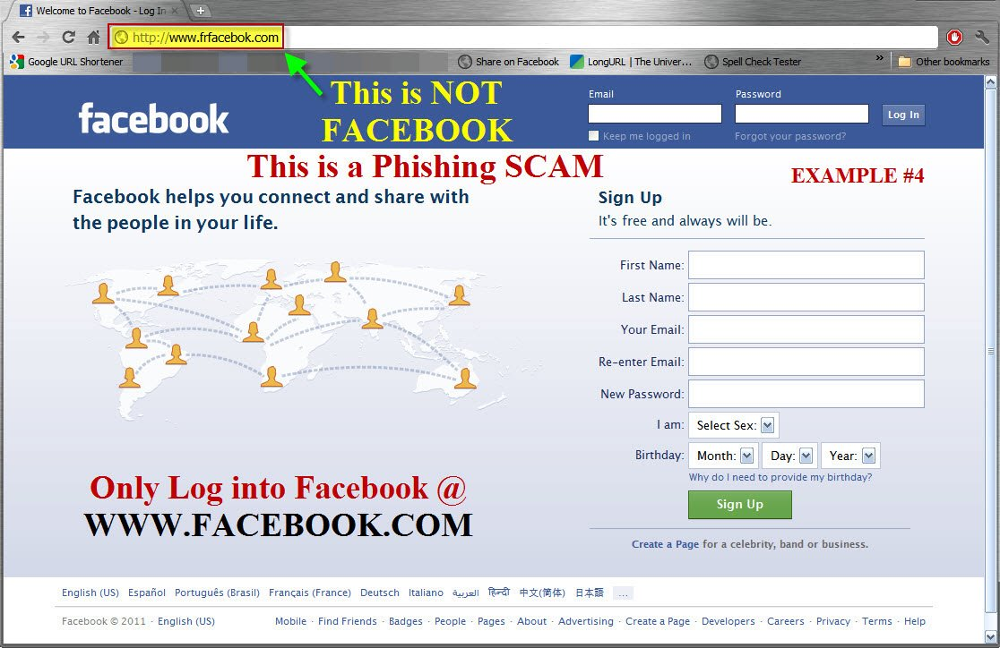 Welcome to Facebook - Log In
http://www.frfacebok.com
Google URL Shortener
Share on Facebook
LongURL | The Univer...
Spell Check Tester
»
Other bookmarks
facebook
This is NOT
FACEBOOK
Email
Password
Log In
Keep me logged in
Forgot your password?
This is a Phishing SCAM
EXAMPLE #4
Facebook helps you connect and share with
the people in your life.
Sign Up
It's free and always will be.
First Name:
Last Name:
Your Email:
Re-enter Email:
New Password:
I am: Select Sex:
Birthday: Month: Day: Year:
Why do I need to provide my birthday?
Sign Up
Only Log into Facebook @
WWW.FACEBOOK.COM
Create a Page for a celebrity, band or business.
English (US) Español Português (Brasil) Français (France) Deutsch Italiano العربية हिन्दी 中文(简体) 日本語 ...
Facebook © 2011 · English (US)
Mobile · Find Friends · Badges · People · Pages · About · Advertising · Create a Page · Developers · Careers · Privacy · Terms · Help